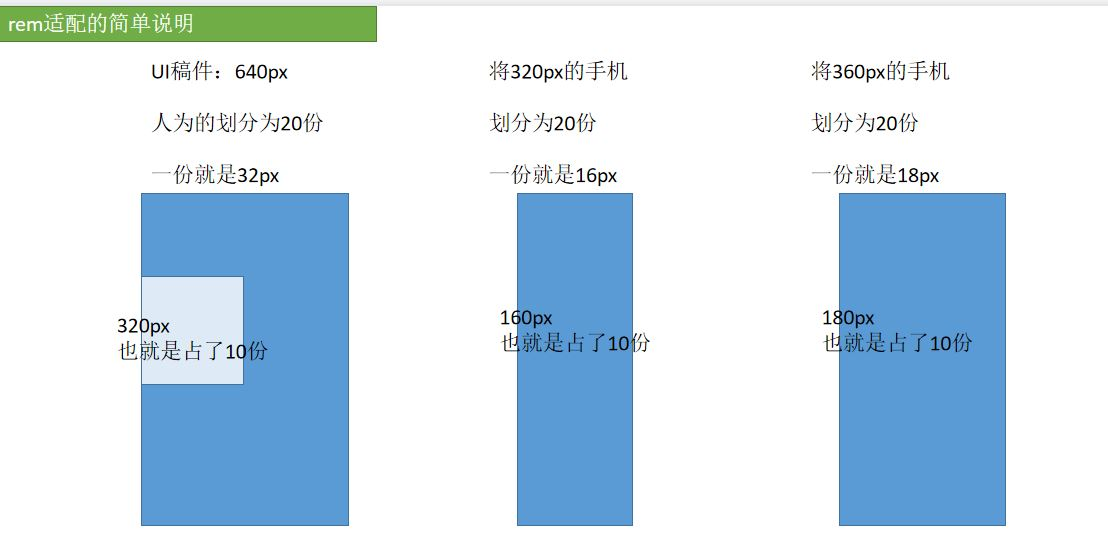 rem适配的简单说明
UI稿件：640px
人为的划分为20份
一份就是32px
320px
也就是占了10份
将320px的手机
划分为20份
一份就是16px
160px
也就是占了10份
将360px的手机
划分为20份
一份就是18px
180px
也就是占了10份